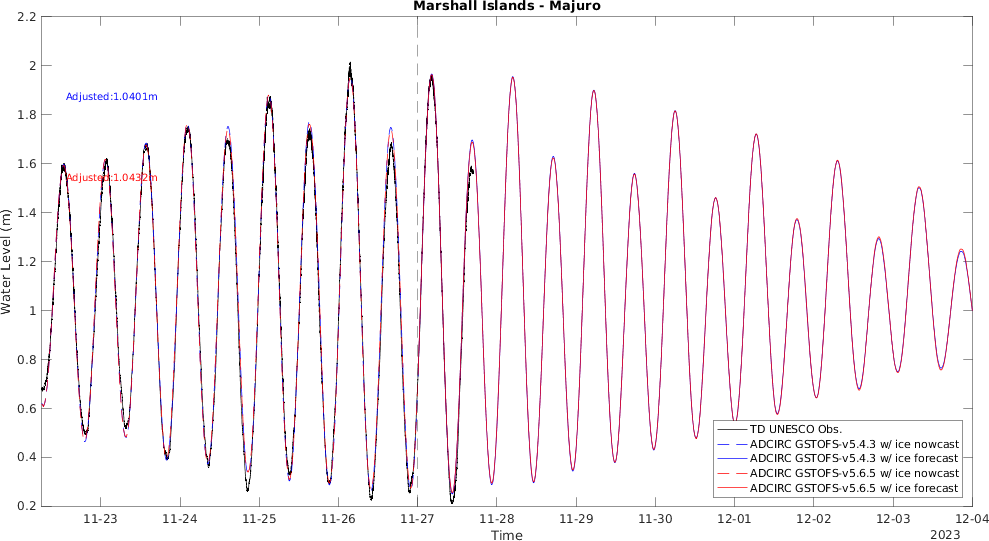 Marshall Islands - Majuro
2.2
2
1.8
1.6
1.4
1.2
1
0.8
0.6
0.4
0.2
Water Level (m)
Adjusted:1.0401m
Adjusted:1.0432m
TD UNESCO Obs.
ADCIRC GSTOFS-v5.4.3 w/ ice nowcast
ADCIRC GSTOFS-v5.4.3 w/ ice forecast
ADCIRC GSTOFS-v5.6.5 w/ ice nowcast
ADCIRC GSTOFS-v5.6.5 w/ ice forecast
11-23 11-24 11-25 11-26 11-27 11-28 11-29 11-30 12-01 12-02 12-03 12-04
Time
2023